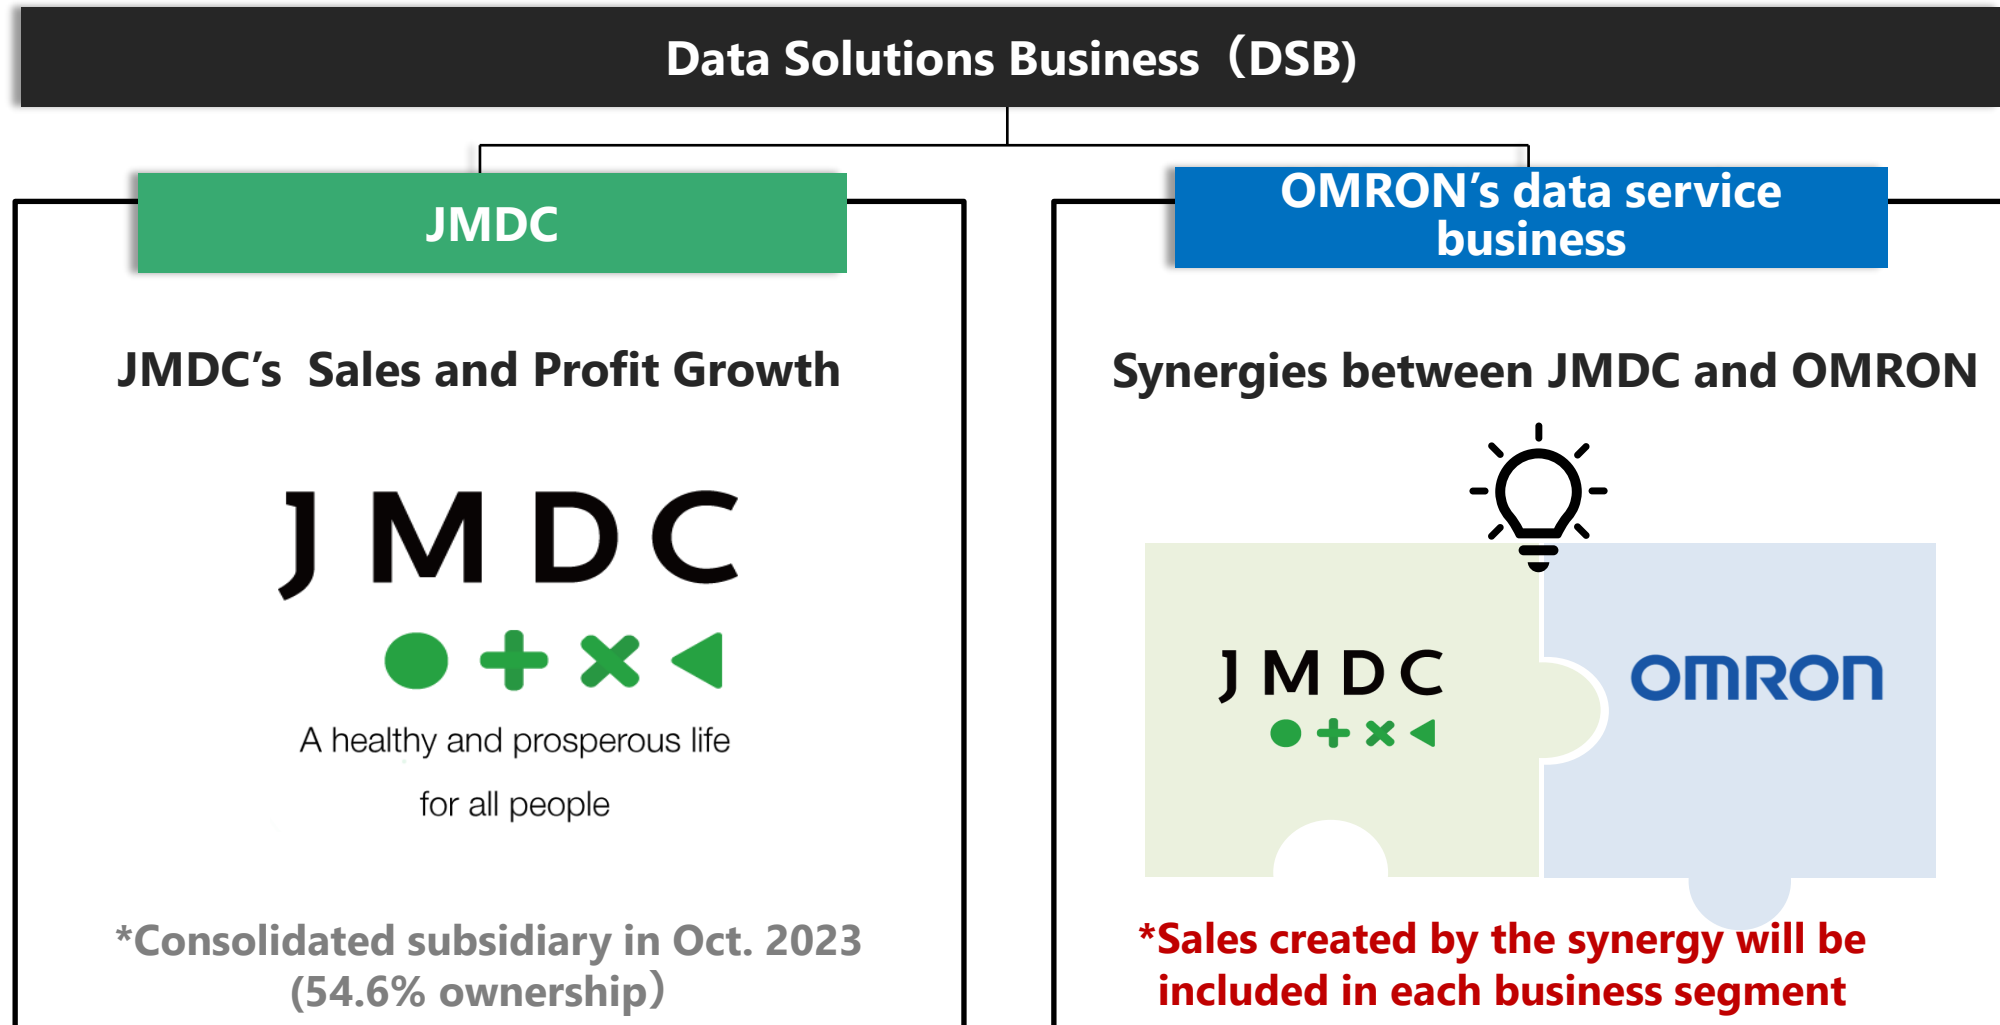 Data Solutions Business（DSB)
JMDC
JMDC’s  Sales and Profit Growth
JMDC
A healthy and prosperous life
for all people
*Consolidated subsidiary in Oct. 2023
(54.6% ownership）
OMRON’s data service
business
Synergies between JMDC and OMRON
JMDC
OMRON
*Sales created by the synergy will be
included in each business segment